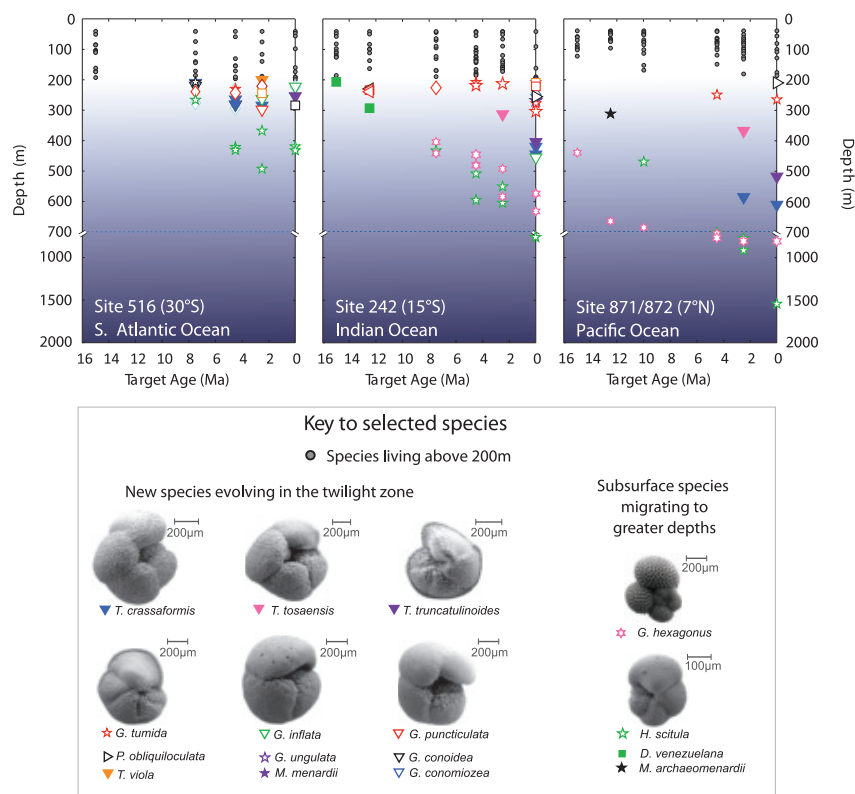 0 0
100 100
200 200
300 300
400 400
500 500
600 600
700 700
1000 1000
1500 1500
2000 2000
Depth (m)
Depth (m)
Site 516 (30°S)
S. Atlantic Ocean
Site 242 (15°S)
Indian Ocean
Site 871/872 (7°N)
Pacific Ocean
16 14 12 10 8 6 4 2 0
16 14 12 10 8 6 4 2 0
16 14 12 10 8 6 4 2 0
Target Age (Ma)
Target Age (Ma)
Target Age (Ma)
Key to selected species
Species living above 200m
New species evolving in the twilight zone
Subsurface species
migrating to
greater depths
200µm
200µm
200µm
200µm
T. crassaformis
T. tosaensis
T. truncatulinoides
G. hexagonus
200µm
200µm
200µm
100µm
G. tumida
G. inflata
G. puncticulata
H. scitula
P. obliquiloculata
G. ungulata
G. conoidea
D. venezuelana
T. viola
M. menardii
G. conomiozea
M. archaeomenardii